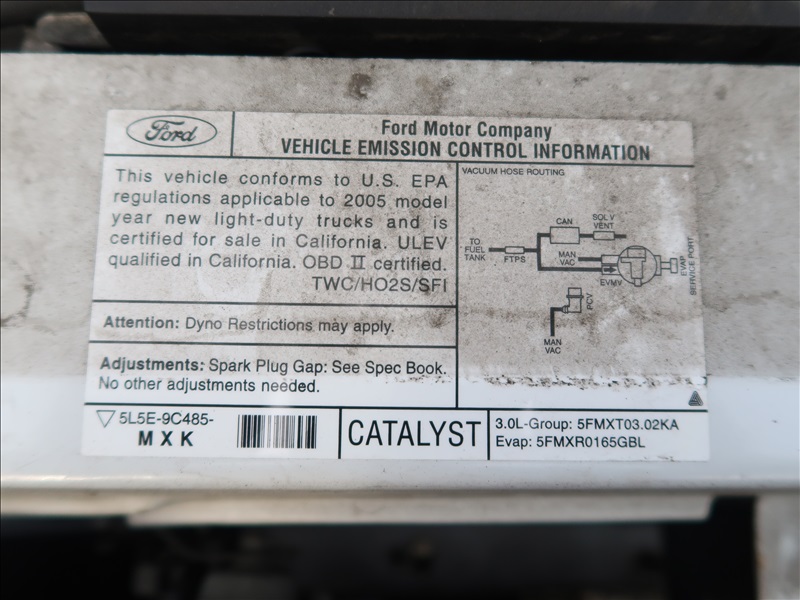 Ford
Ford Motor Company
VEHICLE EMISSION CONTROL INFORMATION
This vehicle conforms to U.S. EPA
regulations applicable to 2005 model
year new light-duty trucks and is
certified for sale in California. ULEV
qualified in California. OBD II certified.
TWC/HO2S/SFI
Attention: Dyno Restrictions may apply.
Adjustments: Spark Plug Gap: See Spec Book.
No other adjustments needed.
VACUUM HOSE ROUTING
CAN
SOL V
VENT
TO
FUEL
TANK
FTPS
MAN
VAC
EVMV
EVAP
SERVICE PORT
PCV
MAN
VAC
5L5E-9C485-
MXK
CATALYST
3.0L-Group: 5FMXT03.02KA
Evap: 5FMXR0165GBL